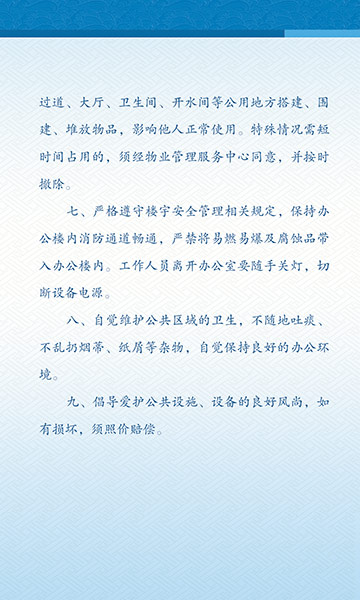 过道、大厅、卫生间、开水间等公用地方搭建、围
建、堆放物品，影响他人正常使用。特殊情况需短
时间占用的，须经物业管理服务中心同意，并按时
撤除。
七、严格遵守楼宇安全管理相关规定，保持办
公楼内消防通道畅通，严禁将易燃易爆及腐蚀品带
入办公楼内。工作人员离开办公室要随手关灯，切
断设备电源。
八、自觉维护公共区域的卫生，不随地吐痰、
不乱扔烟蒂、纸屑等杂物，自觉保持良好的办公环
境。
九、倡导爱护公共设施、设备的良好风尚，如
有损坏，须照价赔偿。